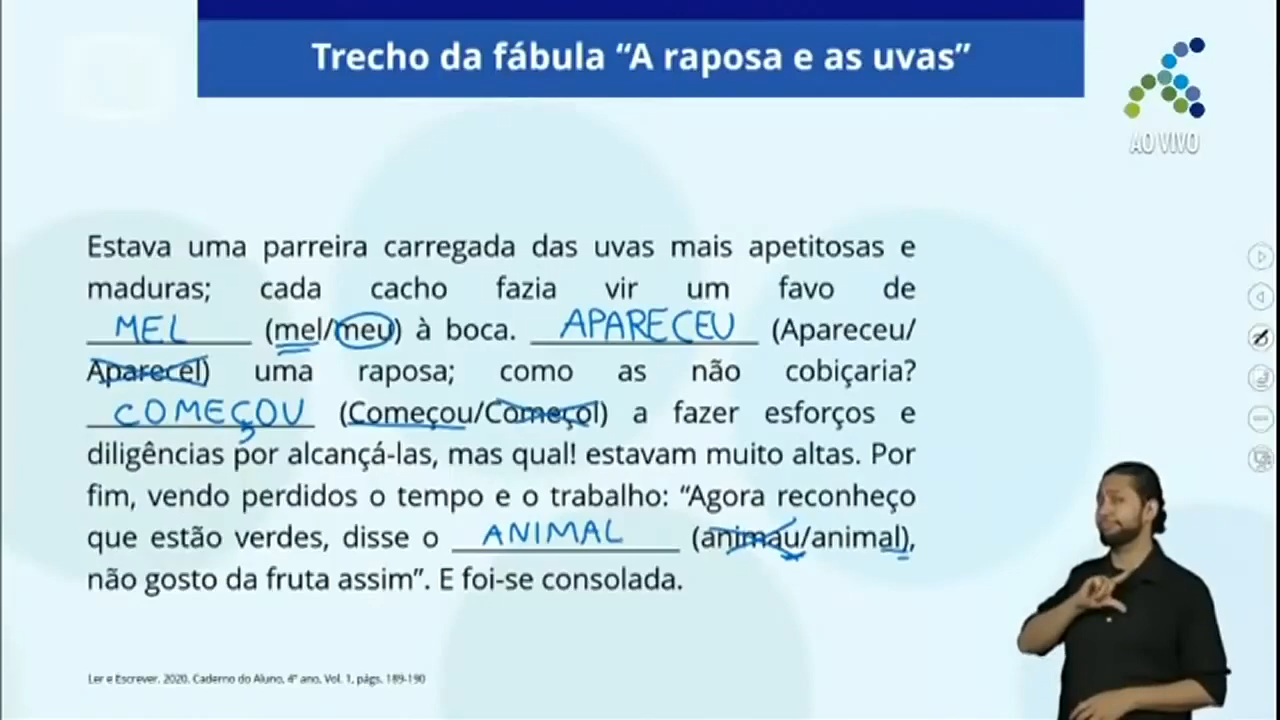 Trecho da fábula “A raposa e as uvas”
AO VIVO
Estava uma parreira carregada das uvas mais apetitosas e
maduras; cada cacho fazia vir um favo de
MEL (mel/meu) à boca. APARECEU (Apareceu/
Aparecel) uma raposa; como as não cobiçaria?
COMEÇOU (Começou/Começol) a fazer esforços e
diligências por alcançá-las, mas qual! estavam muito altas. Por
fim, vendo perdidos o tempo e o trabalho: “Agora reconheço
que estão verdes, disse o ANIMAL (animau/animal),
não gosto da fruta assim”. E foi-se consolada.
Ler e Escrever. 2020. Caderno do Aluno, 4º ano, Vol. 1, págs. 189-190